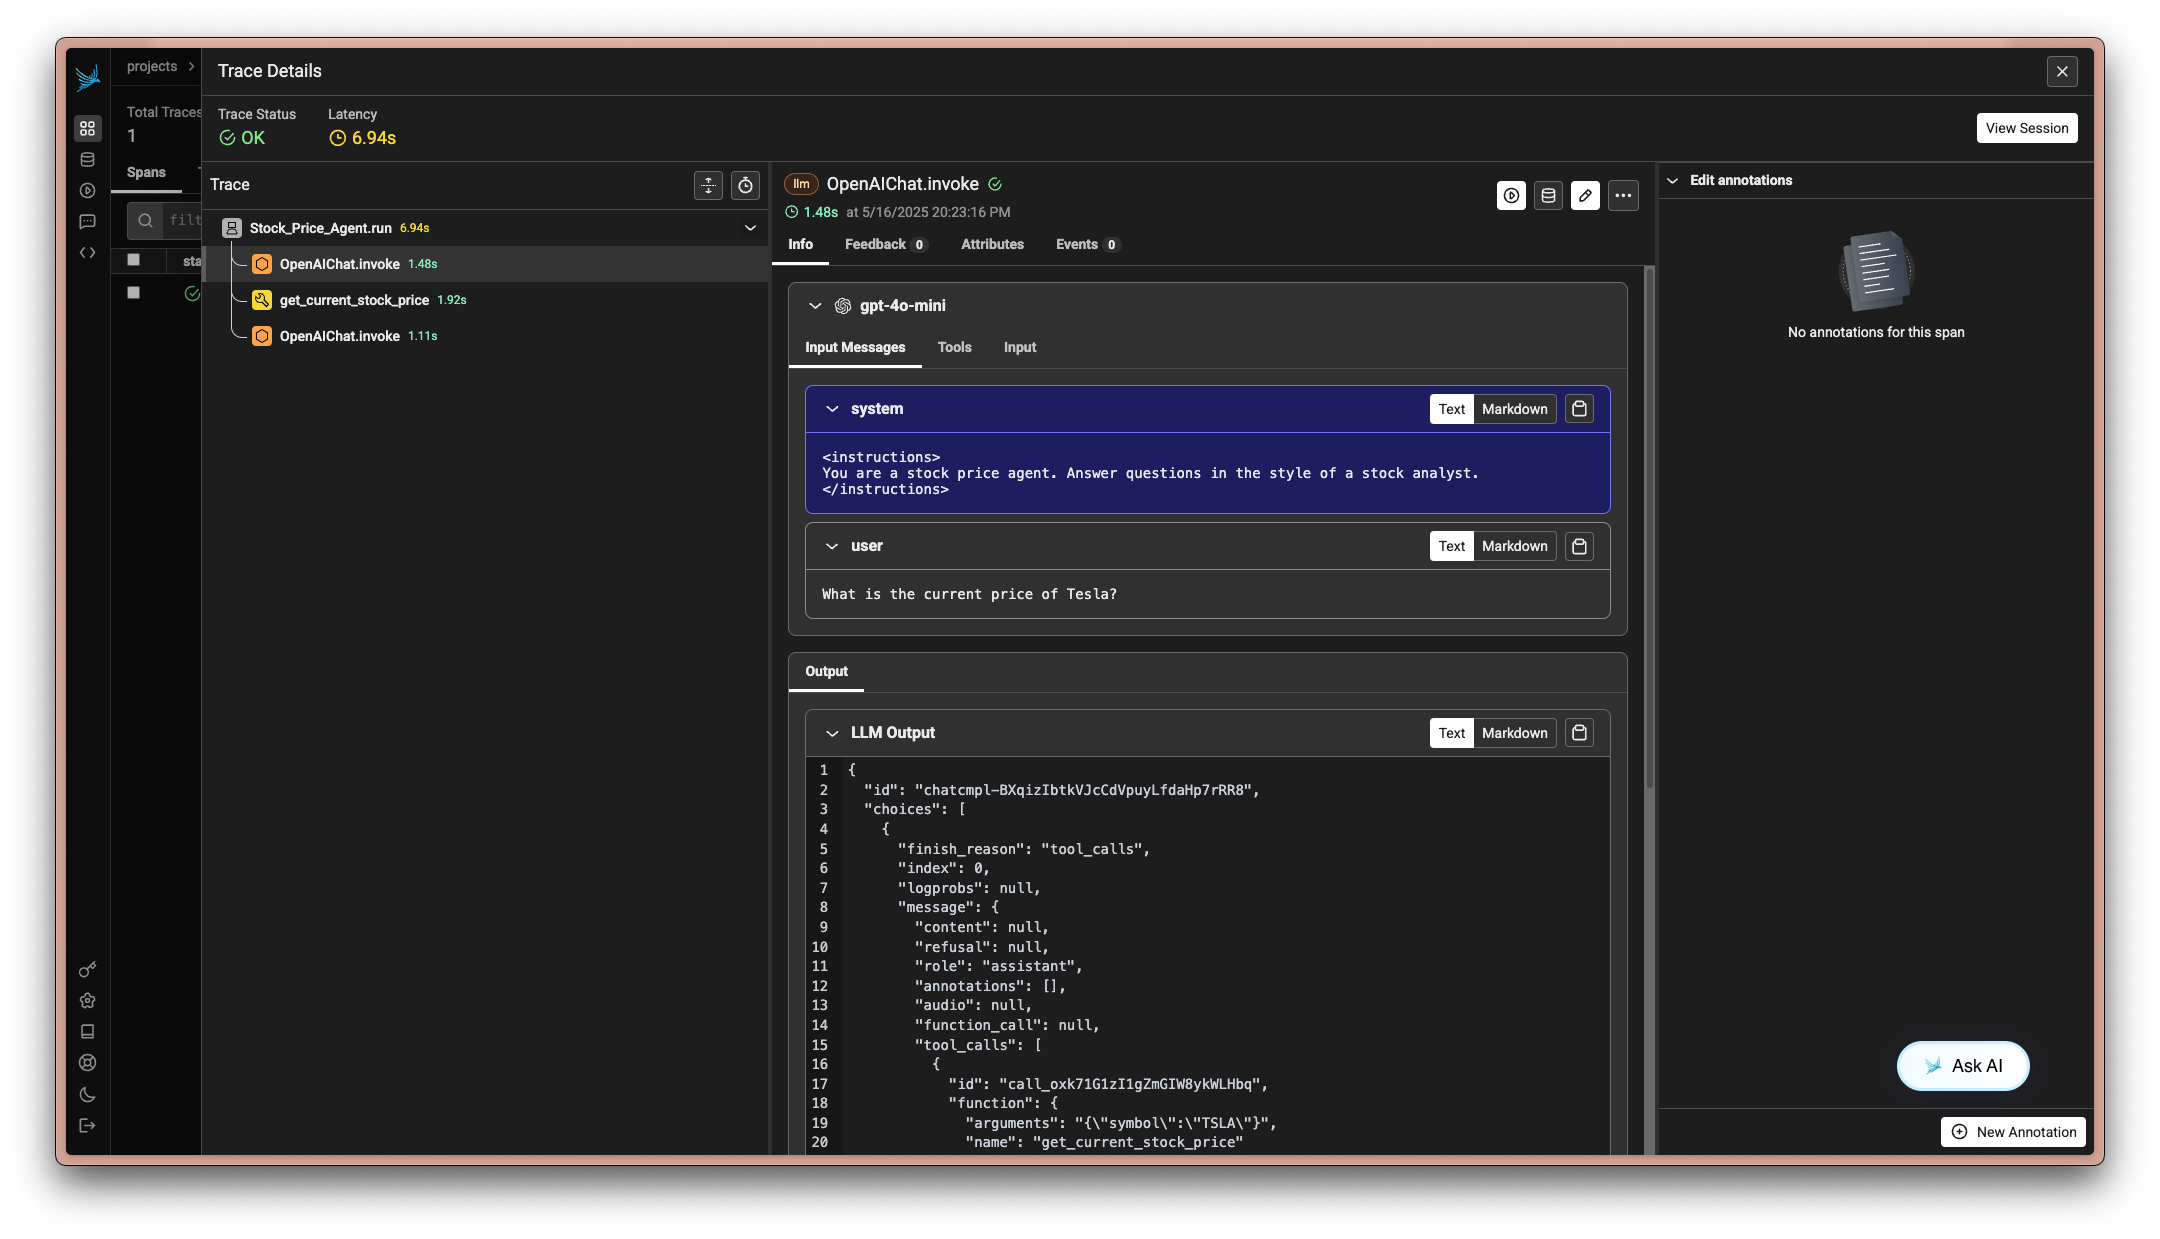 projects
Total Traces
1
Spans
Trace Details
Trace Status
Latency
OK
6.94s
View Session
Trace
Stock_Price_Agent.run 6.94s
OpenAIChat.invoke 1.48s
get_current_stock_price 1.92s
OpenAIChat.invoke 1.11s
llm OpenAIChat.invoke
1.48s at 5/16/2025 20:23:16 PM
Info Feedback 0 Attributes Events 0
gpt-4o-mini
Input Messages Tools Input
system
Text Markdown
<instructions>
You are a stock price agent. Answer questions in the style of a stock analyst.
</instructions>
user
Text Markdown
What is the current price of Tesla?
Output
LLM Output
Text Markdown
1 {
2 "id": "chatcmpl-BXqizIbtkVJcCdVpuyLfdaHp7rRR8",
3 "choices": [
4 {
5 "finish_reason": "tool_calls",
6 "index": 0,
7 "logprobs": null,
8 "message": {
9 "content": null,
10 "refusal": null,
11 "role": "assistant",
12 "annotations": [],
13 "audio": null,
14 "function_call": null,
15 "tool_calls": [
16 {
17 "id": "call_oxk71G1zI1gZmGIW8ykWLHbq",
18 "function": {
19 "arguments": "{\"symbol\":\"TSLA\"}",
20 "name": "get_current_stock_price"
Edit annotations
No annotations for this span
Ask AI
New Annotation